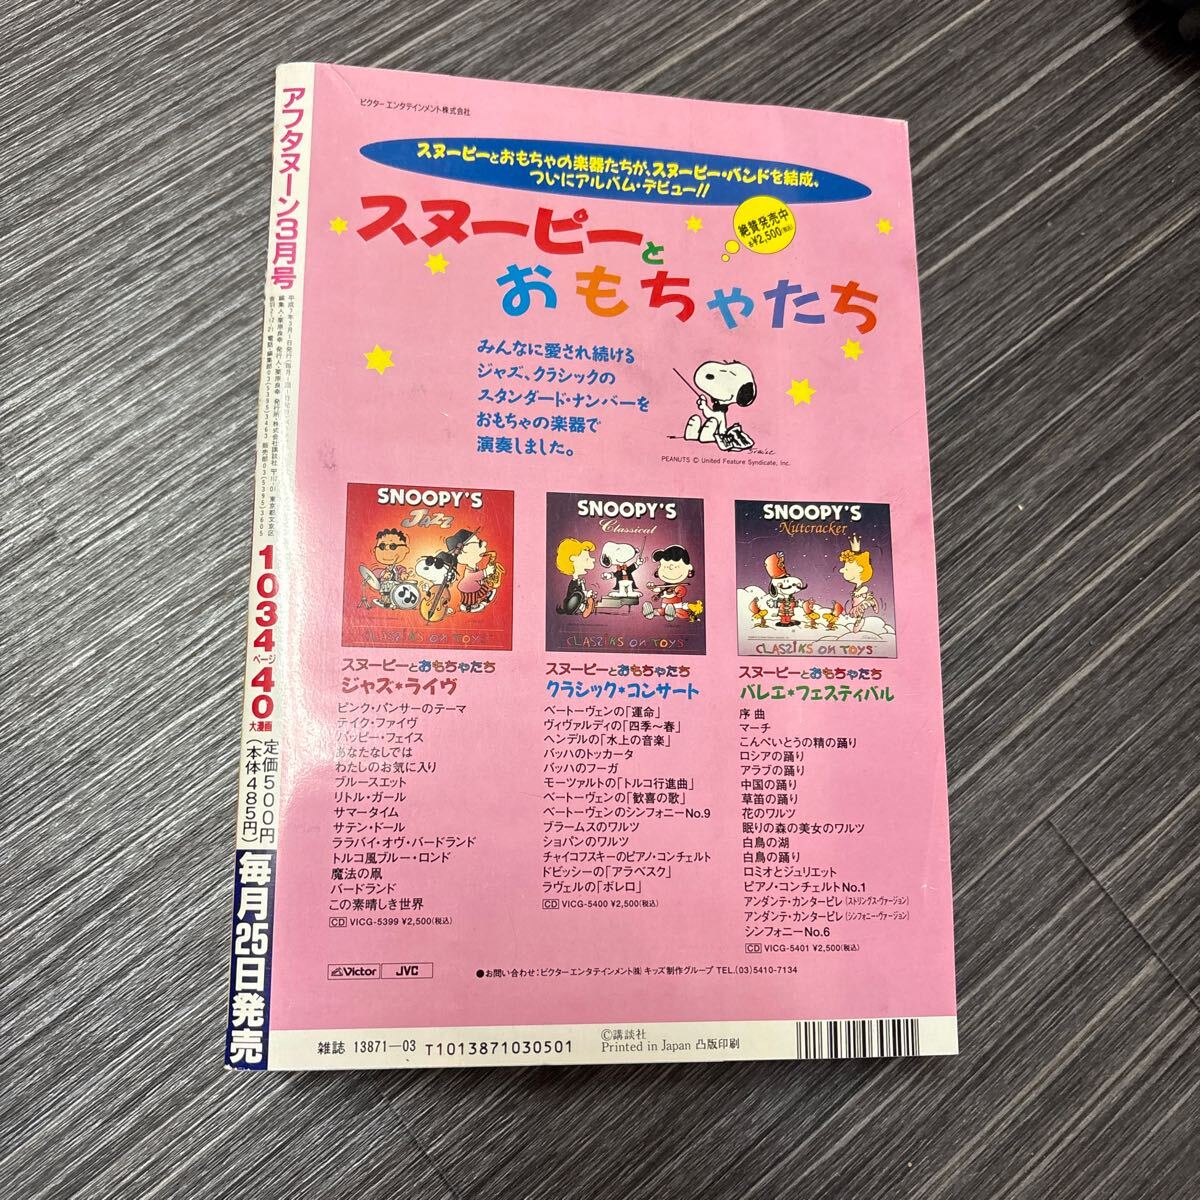 アフタヌーン3月号
1034ページ
40大漫画
定価500円
(本体485円)
毎月25日発売
ビクター エンタテインメント株式会社
スヌーピーとおもちゃの楽器たちが、スヌーピー・バンドを結成、
ついにアルバム・デビュー!!
スヌーピーと
おもちゃたち
絶賛発売中
各¥2,500(税込)
みんなに愛され続ける
ジャズ、クラシックの
スタンダード・ナンバーを
おもちゃの楽器で
演奏しました。
PEANUTS © United Feature Syndicate, Inc.
SNOOPY'S
JAZZ
CLASSIKS ON TOYS
スヌーピーとおもちゃたち
ジャズ*ライヴ
ピンク・パンサーのテーマ
テイク・ファイヴ
バッピー・フェイス
あなたなしでは
わたしのお気に入り
ブルースエット
リトル・ガール
サマータイム
サテン・ドール
ララバイ・オヴ・バードランド
トルコ風ブルー・ロンド
魔法の凧
バードランド
この素晴しき世界
CD VICG-5399 ¥2,500(税込)
SNOOPY'S
Classical
CLASSIKS ON TOYS
スヌーピーとおもちゃたち
クラシック*コンサート
ベートーヴェンの「運命」
ヴィヴァルディの「四季〜春」
ヘンデルの「水上の音楽」
バッハのトッカータ
バッハのフーガ
モーツァルトの「トルコ行進曲」
ベートーヴェンの「歓喜の歌」
ベートーヴェンのシンフォニーNo.9
ブラームスのワルツ
ショパンのワルツ
チャイコフスキーのピアノ・コンチェルト
ドビッシーの「アラベスク」
ラヴェルの「ボレロ」
CD VICG-5400 ¥2,500(税込)
SNOOPY'S
Nutcracker
CLASSIKS ON TOYS
スヌーピーとおもちゃたち
バレエ*フェスティバル
序曲
マーチ
こんぺいとうの精の踊り
ロシアの踊り
アラブの踊り
中国の踊り
草笛の踊り
花のワルツ
眠りの森の美女のワルツ
白鳥の湖
白鳥の踊り
ロミオとジュリエット
ピアノ・コンチェルトNo.1
アンダンテ・カンタービレ(ストリングス・ヴァージョン)
アンダンテ・カンタービレ(シンフォニー・ヴァージョン)
シンフォニーNo.6
CD VICG-5401 ¥2,500(税込)
Victor JVC
●お問い合わせ:ビクターエンタテインメント㈱ キッズ制作グループ TEL.(03)5410-7134
雑誌 13871—03 T1013871030501
©講談社
Printed in Japan 凸版印刷